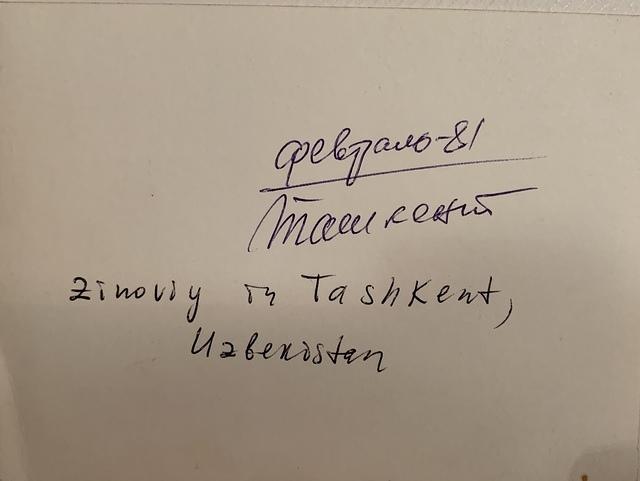 февраль-81
Ташкент
Zinoviy in Tashkent,
Uzbekistan